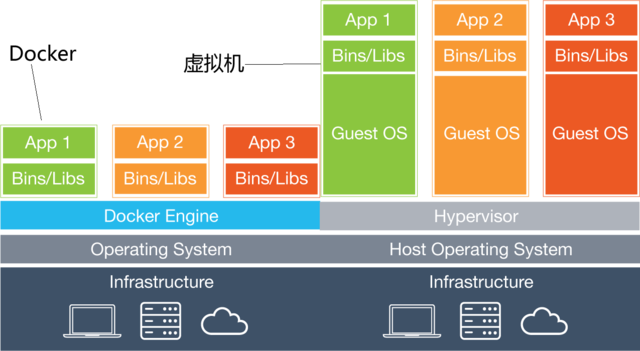 Docker
App 1
Bins/Libs
App 2
Bins/Libs
App 3
Bins/Libs
Docker Engine
Operating System
Infrastructure
虚拟机
App 1
Bins/Libs
Guest OS
App 2
Bins/Libs
Guest OS
App 3
Bins/Libs
Guest OS
Hypervisor
Host Operating System
Infrastructure